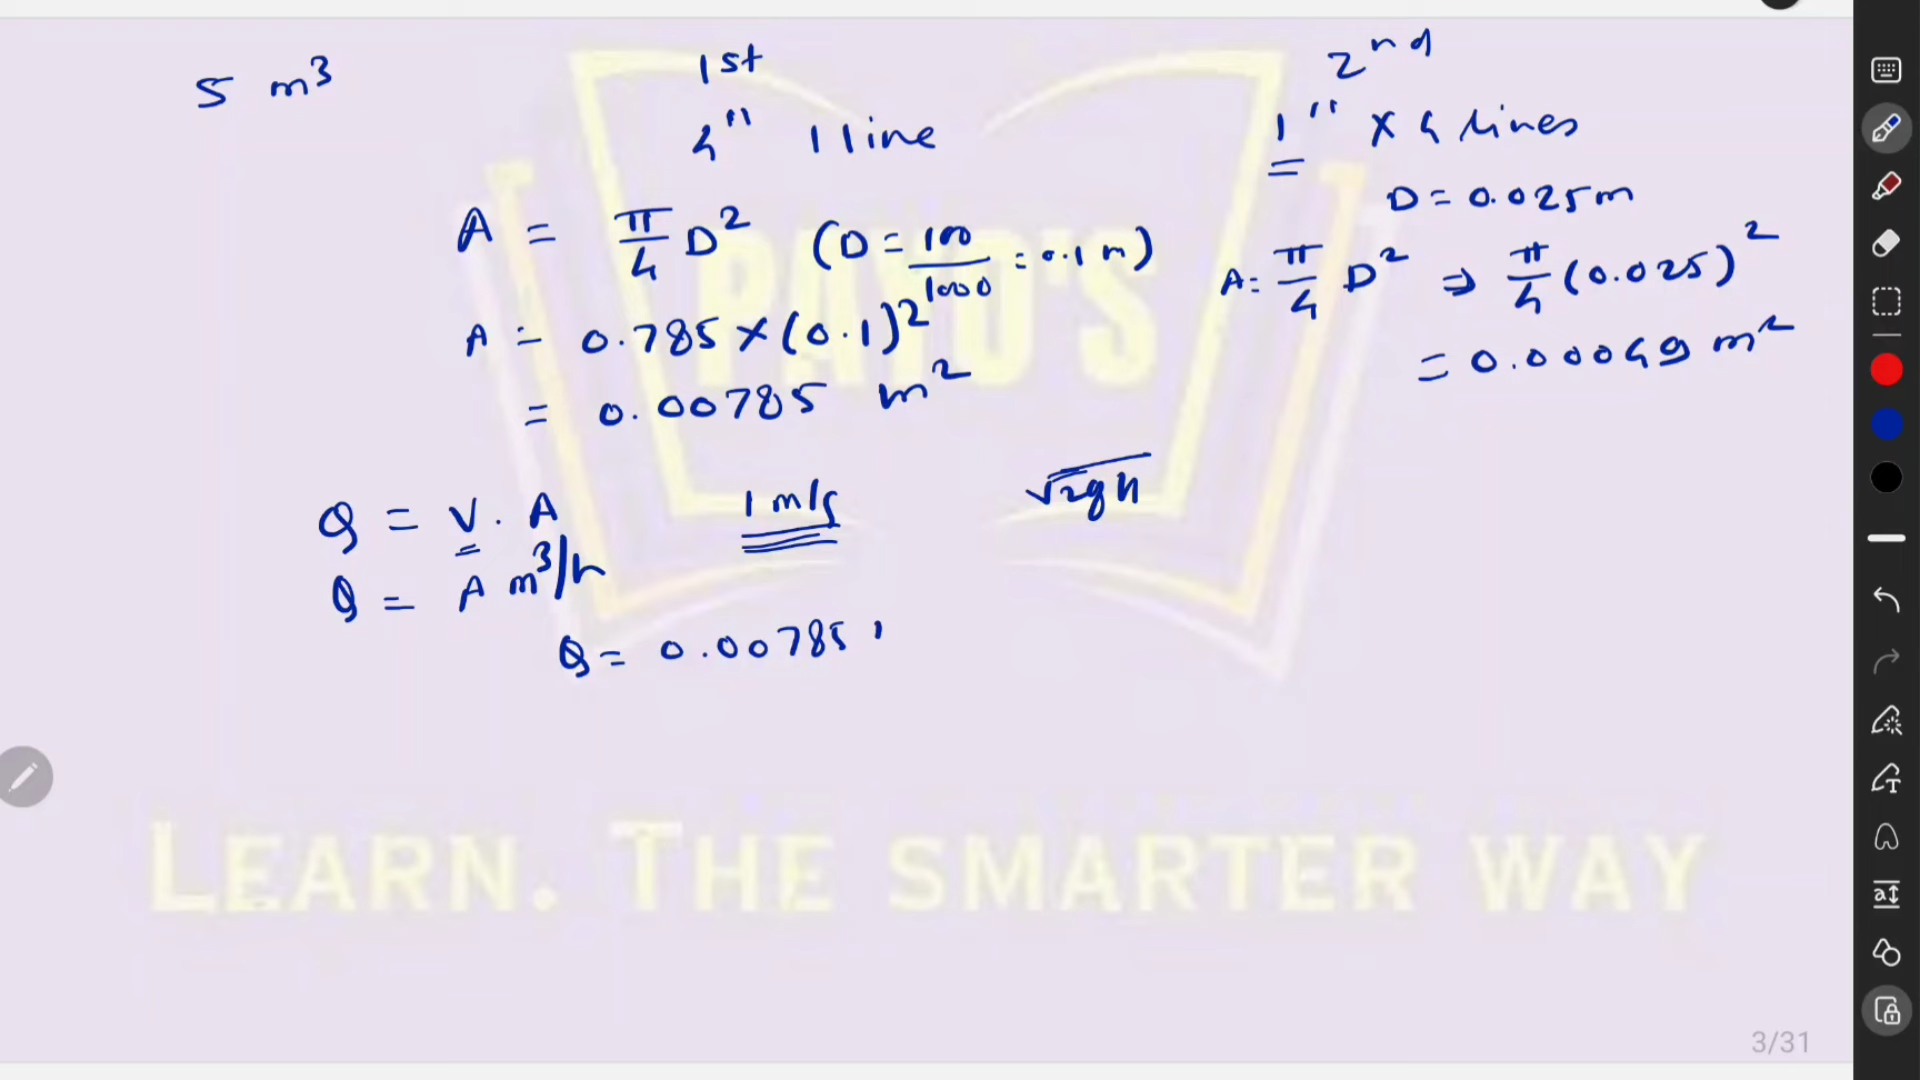 5 m³
1st
4" 1 line
A = π/4 D² (D = 100/1000 = 0.1 m)
A = 0.785 × (0.1)²
= 0.00785 m²
2nd
1" × 4 lines
D = 0.025m
A = π/4 D² ⇒ π/4 (0.025)²
= 0.00049 m²
Q = V. A
1 m/s
√2gh
Q = A m³/h
Q = 0.00785
PAYO'S
LEARN. THE SMARTER WAY
3/31